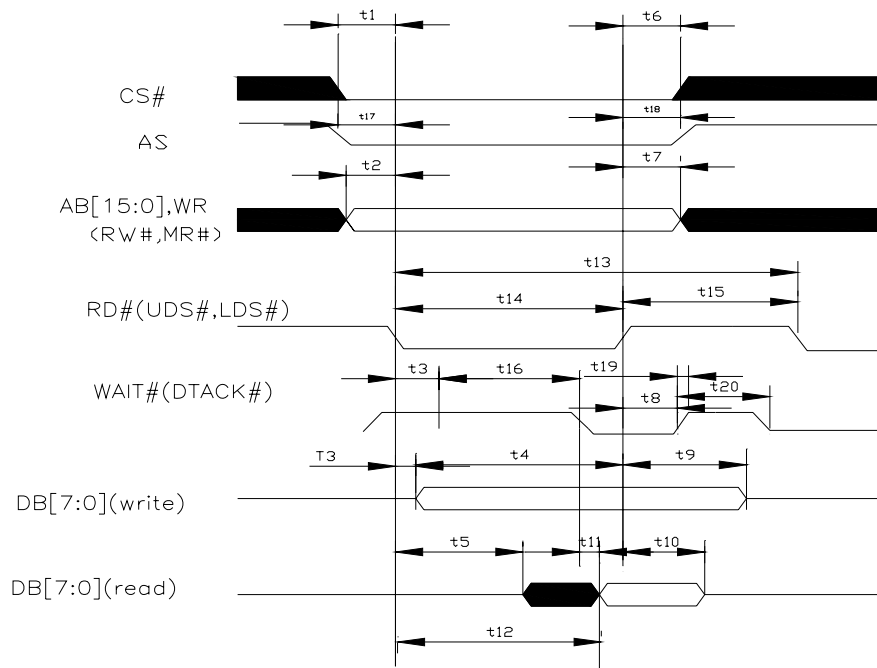 t1
t6
CS#
t17
t18
AS
t2
t7
AB[15:0],WR
(RW#,MR#)
t13
t14
t15
RD#(UDS#,LDS#)
t3
t16
t19
t20
WAIT#(DTACK#)
t8
T3
t4
t9
DB[7:0](write)
t5
t11
t10
DB[7:0](read)
t12